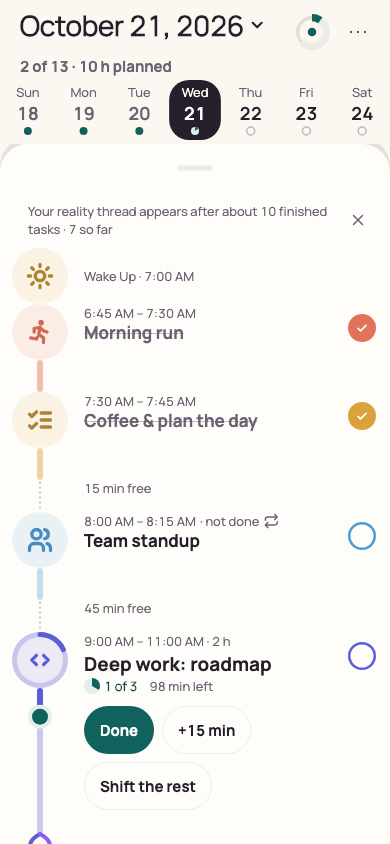 October 21, 2026
2 of 13 · 10 h planned
Sun Mon Tue Wed Thu Fri Sat
18 19 20 21 22 23 24
Your reality thread appears after about 10 finished
tasks · 7 so far
Wake Up · 7:00 AM
6:45 AM – 7:30 AM
Morning run
7:30 AM – 7:45 AM
Coffee & plan the day
15 min free
8:00 AM – 8:15 AM · not done
Team standup
45 min free
9:00 AM – 11:00 AM · 2 h
Deep work: roadmap
1 of 3 98 min left
Done +15 min
Shift the rest